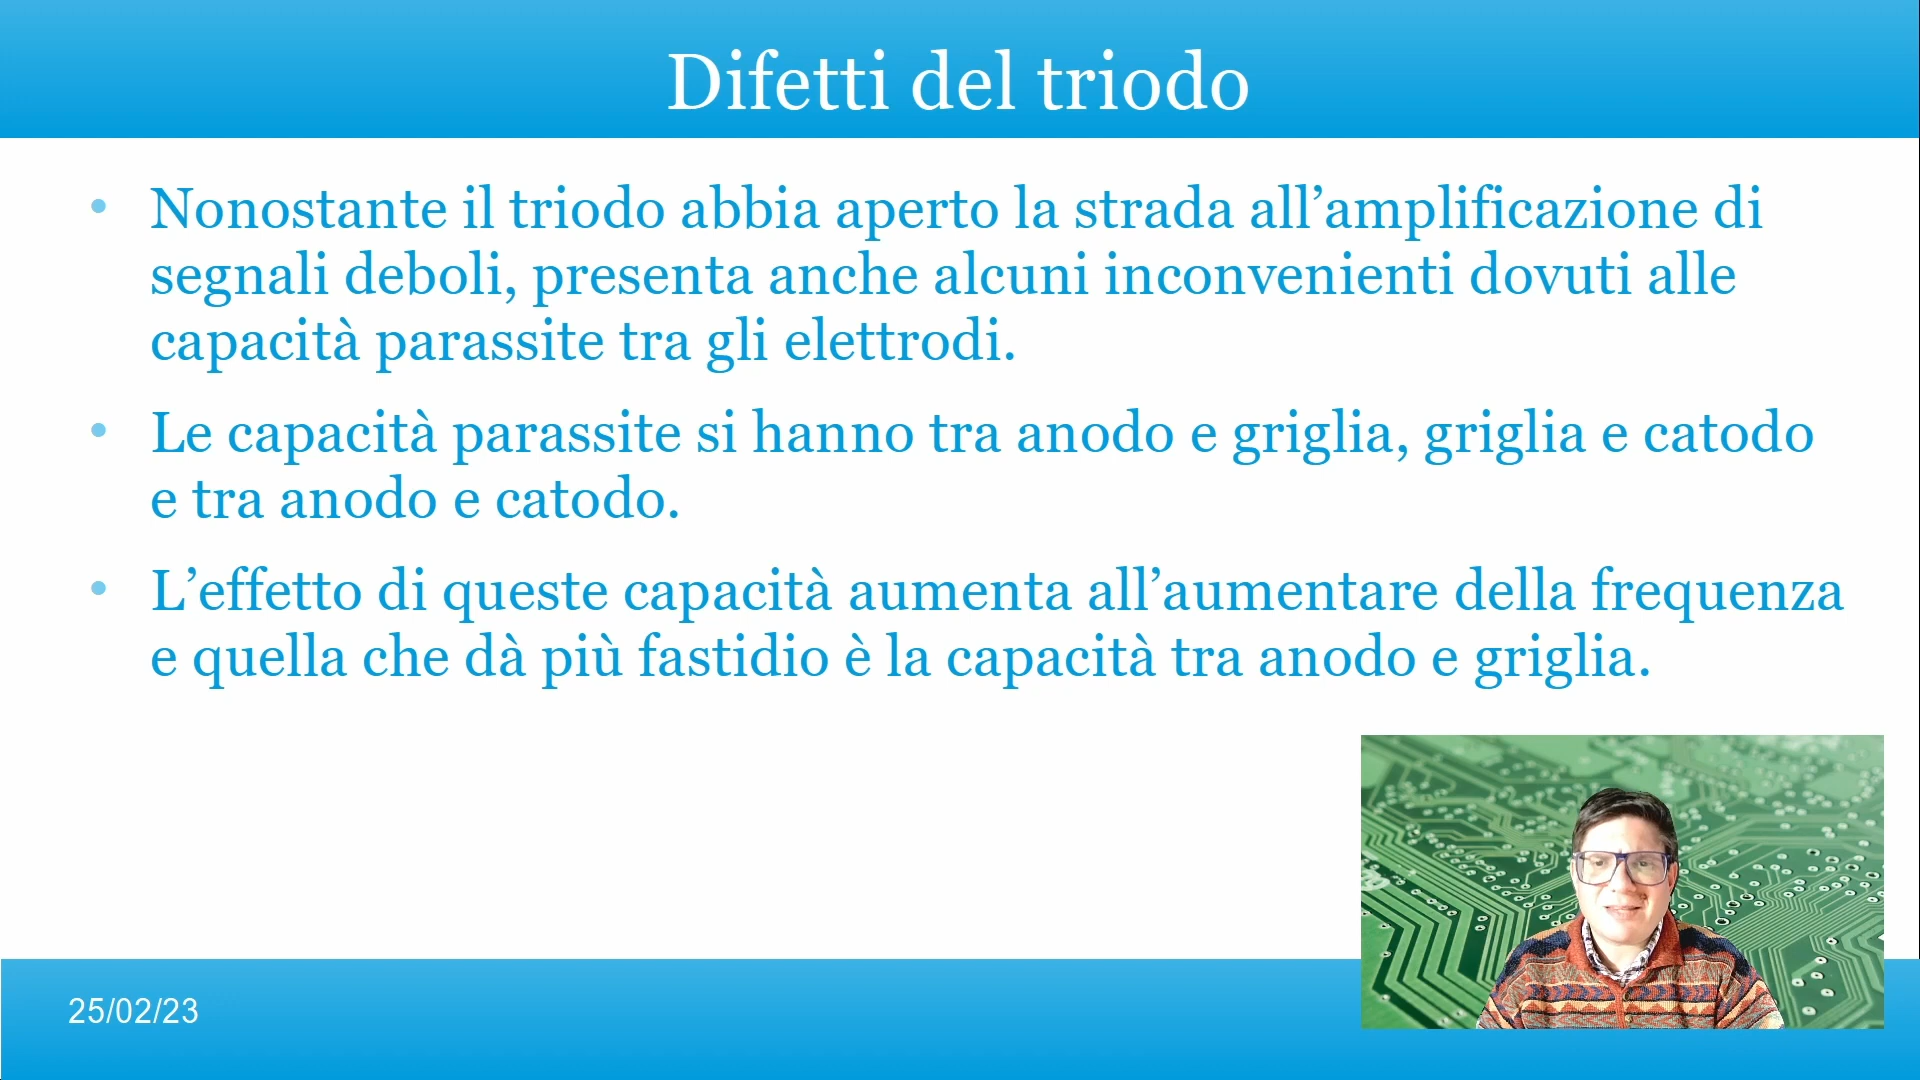 Difetti del triodo
• Nonostante il triodo abbia aperto la strada all’amplificazione di
segnali deboli, presenta anche alcuni inconvenienti dovuti alle
capacità parassite tra gli elettrodi.
• Le capacità parassite si hanno tra anodo e griglia, griglia e catodo
e tra anodo e catodo.
• L’effetto di queste capacità aumenta all’aumentare della frequenza
e quella che dà più fastidio è la capacità tra anodo e griglia.
25/02/23